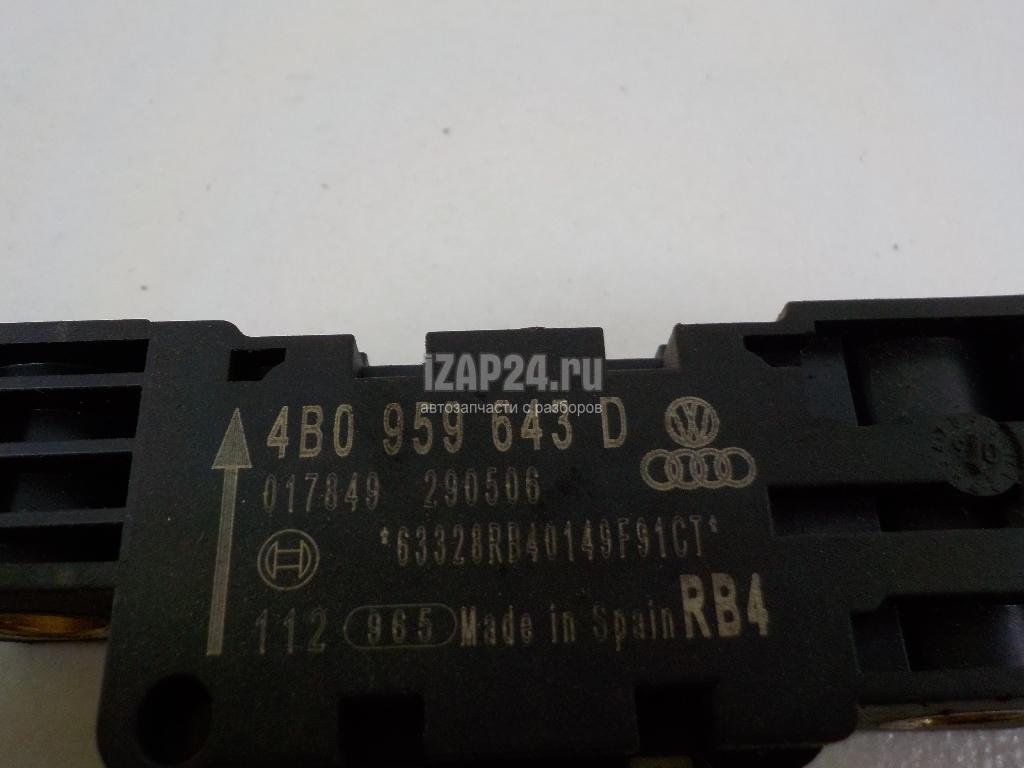 iZAP24.ru
автозапчасти с разборов
4B0 959 643 D
017849 290506
*63328RB40149F91CT*
112 965 Made in Spain RB4